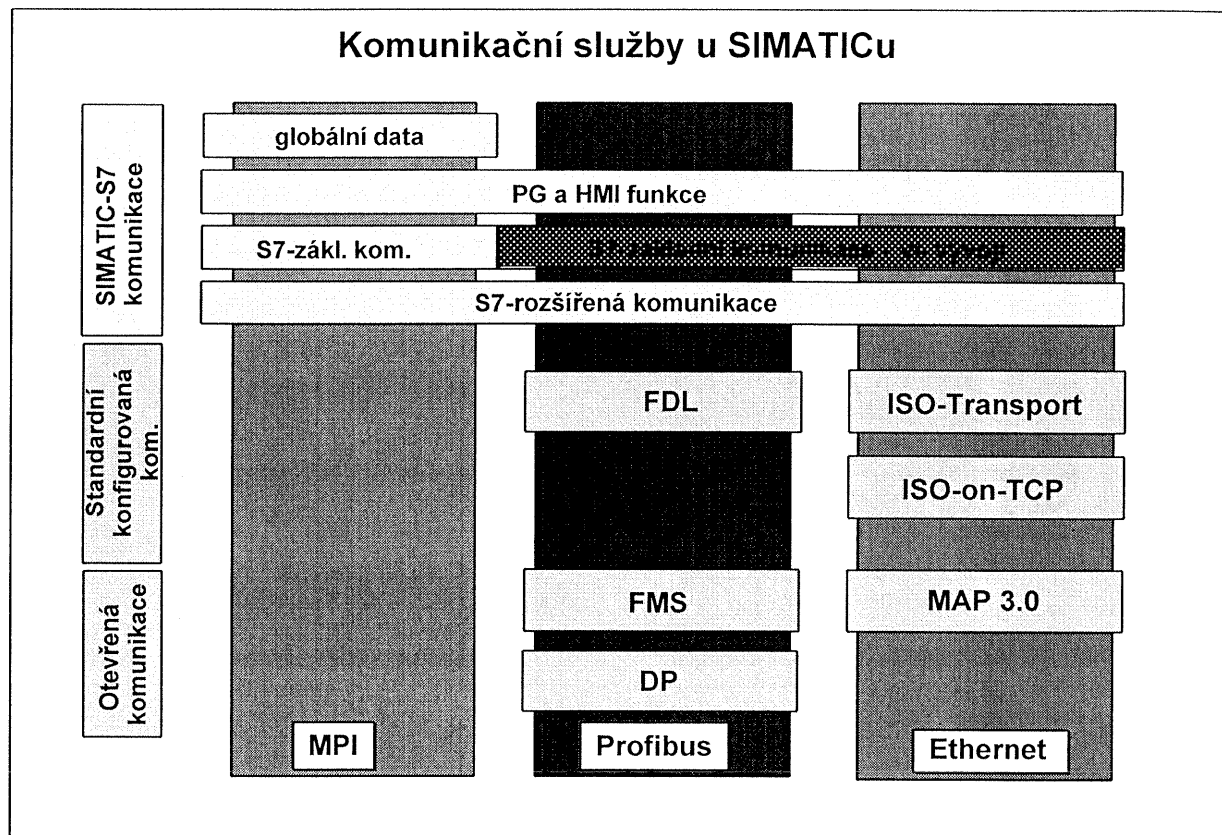 Komunikační služby u SIMATICu
SIMATIC-S7
komunikace
globální data
PG a HMI funkce
S7-zákl. kom.
S7-rozšířená komunikace
Standardní
konfigurovaná
kom.
FDL
ISO-Transport
ISO-on-TCP
Otevřená
komunikace
FMS
MAP 3.0
DP
MPI
Profibus
Ethernet